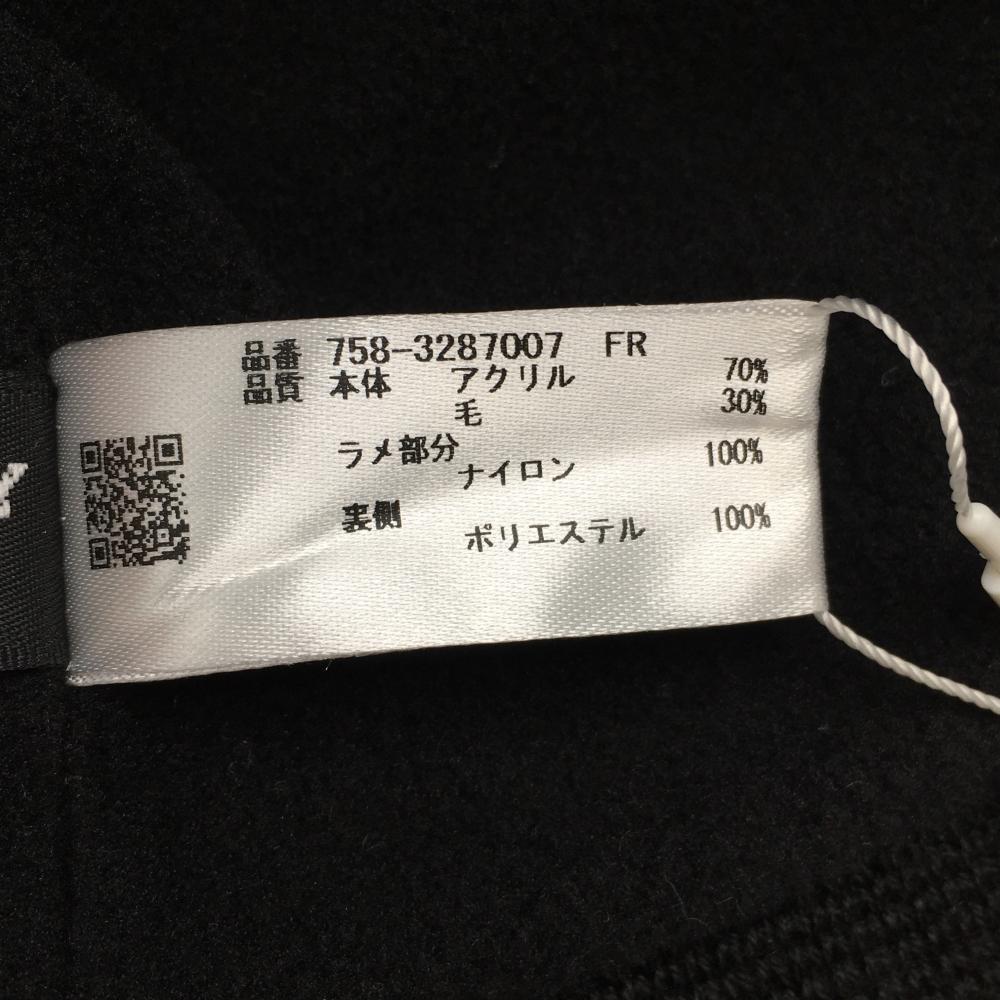 品番 758-3287007 FR
品質 本体 アクリル 70%
毛 30%
ラメ部分
ナイロン 100%
裏側
ポリエステル 100%